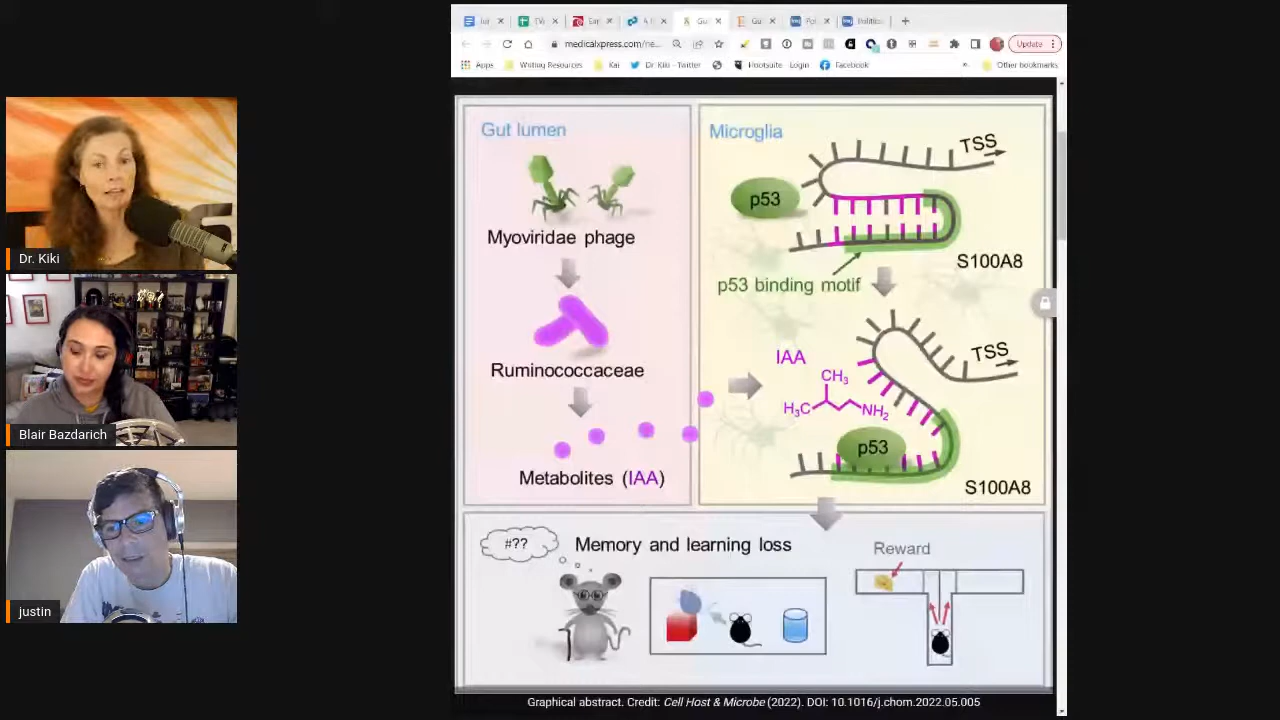 Update
medicalxpress.com/ne...
Apps
Writing Resources
Kai
Dr. Kiki - Twitter
Hootsuite
Login
Facebook
Other bookmarks
Dr. Kiki
Blair Bazdarich
justin
Gut lumen
Myoviridae phage
Ruminococcaceae
Metabolites (IAA)
Microglia
TSS
p53
S100A8
p53 binding motif
IAA
TSS
CH3
H3C
NH2
p53
S100A8
#??
Memory and learning loss
Reward
Graphical abstract. Credit: Cell Host & Microbe (2022). DOI: 10.1016/j.chom.2022.05.005